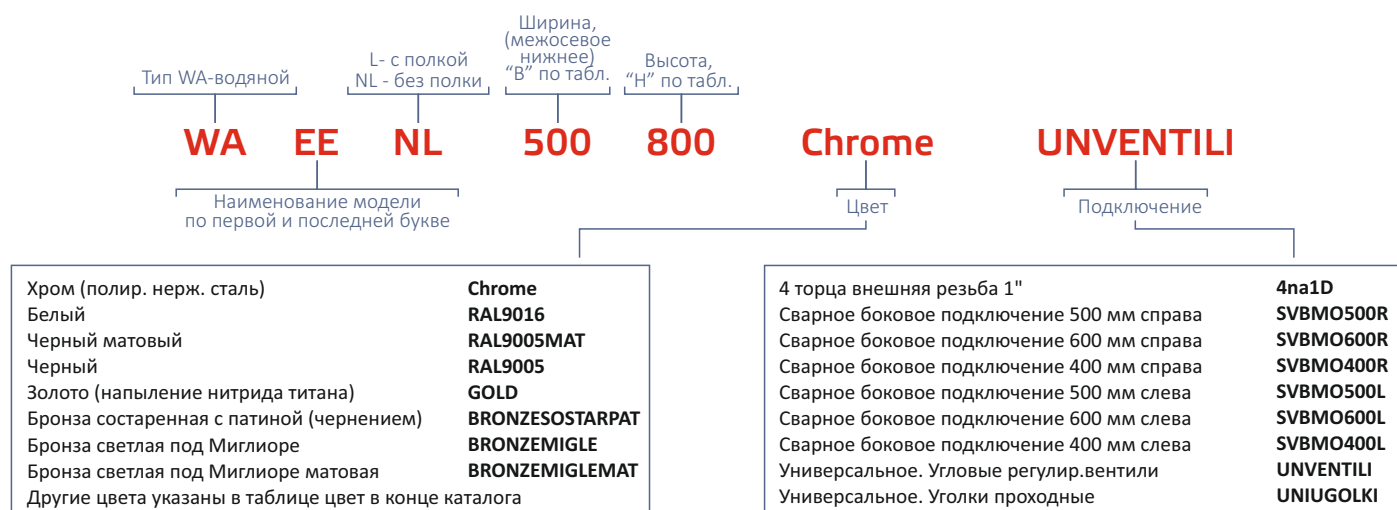 Тип WA-водяной
L- с полкой
NL - без полки
Ширина,
(межосевое
нижнее)
“В” по табл.
Высота,
“Н” по табл.
WA EE NL 500 800 Chrome UNVENTILI
Наименование модели
по первой и последней букве
Цвет
Подключение
Хром (полир. нерж. сталь) Chrome
Белый RAL9016
Черный матовый RAL9005MAT
Черный RAL9005
Золото (напыление нитрида титана) GOLD
Бронза состаренная с патиной (чернением) BRONZESOSTARPAT
Бронза светлая под Миглиоре BRONZEMIGLE
Бронза светлая под Миглиоре матовая BRONZEMIGLEMAT
Другие цвета указаны в таблице цвет в конце каталога
4 торца внешняя резьба 1" 4na1D
Сварное боковое подключение 500 мм справа SVBMO500R
Сварное боковое подключение 600 мм справа SVBMO600R
Сварное боковое подключение 400 мм справа SVBMO400R
Сварное боковое подключение 500 мм слева SVBMO500L
Сварное боковое подключение 600 мм слева SVBMO600L
Сварное боковое подключение 400 мм слева SVBMO400L
Универсальное. Угловые регулир.вентили UNVENTILI
Универсальное. Уголки проходные UNIUGOLKI